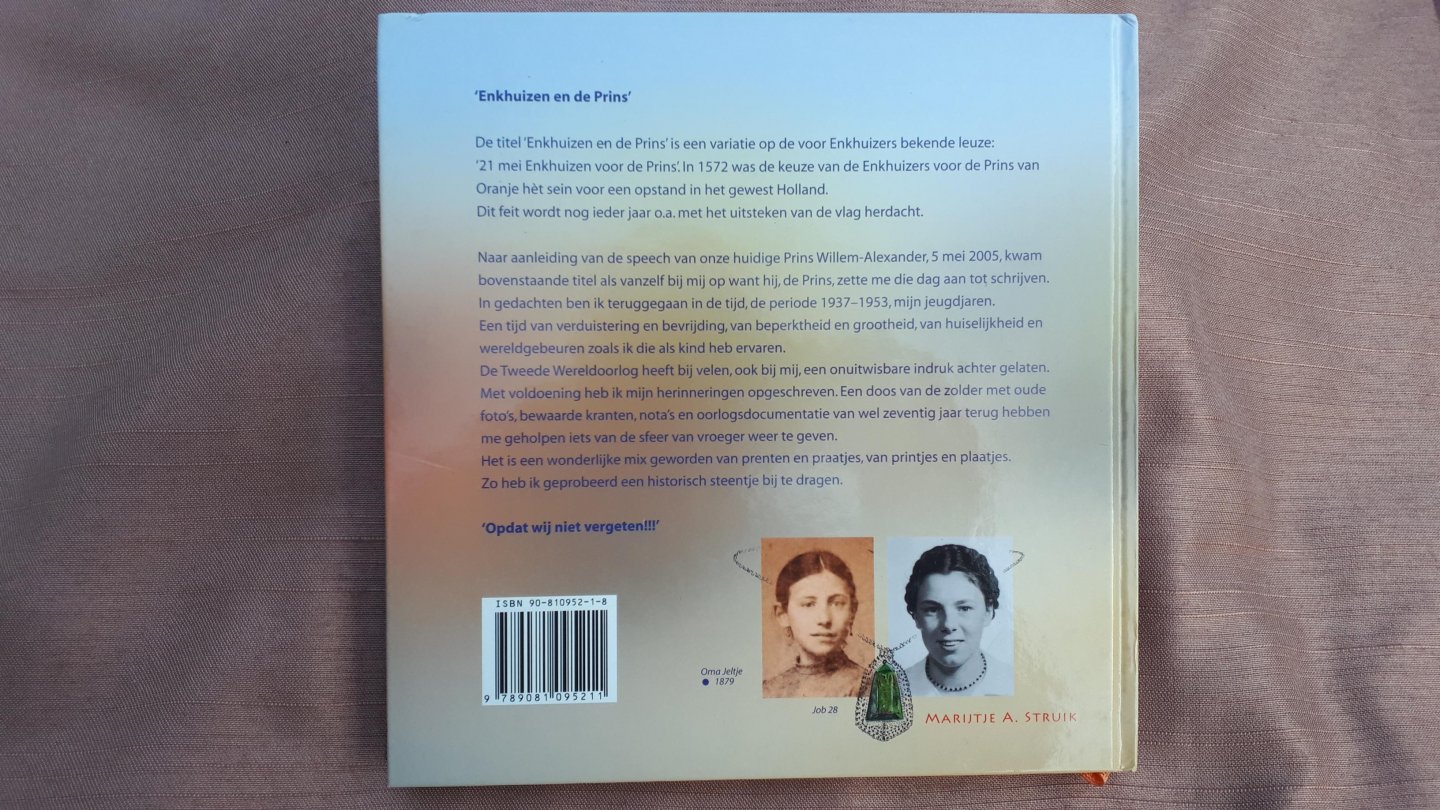 ‘Enkhuizen en de Prins’
De titel ‘Enkhuizen en de Prins’ is een variatie op de voor Enkhuizers bekende leuze:
‘21 mei Enkhuizen voor de Prins’. In 1572 was de keuze van de Enkhuizers voor de Prins van
Oranje hèt sein voor een opstand in het gewest Holland.
Dit feit wordt nog ieder jaar o.a. met het uitsteken van de vlag herdacht.
Naar aanleiding van de speech van onze huidige Prins Willem-Alexander, 5 mei 2005, kwam
bovenstaande titel als vanzelf bij mij op want hij, de Prins, zette me die dag aan tot schrijven.
In gedachten ben ik teruggegaan in de tijd, de periode 1937–1953, mijn jeugdjaren.
Een tijd van verduistering en bevrijding, van beperktheid en grootheid, van huiselijkheid en
wereldgebeuren zoals ik die als kind heb ervaren.
De Tweede Wereldoorlog heeft bij velen, ook bij mij, een onuitwisbare indruk achter gelaten.
Met voldoening heb ik mijn herinneringen opgeschreven. Een doos van de zolder met oude
foto’s, bewaarde kranten, nota’s en oorlogsdocumentatie van wel zeventig jaar terug hebben
me geholpen iets van de sfeer van vroeger weer te geven.
Het is een wonderlijke mix geworden van prenten en praatjes, van printjes en plaatjes.
Zo heb ik geprobeerd een historisch steentje bij te dragen.
‘Opdat wij niet vergeten!!!’
ISBN 90-810952-1-8
9 789081 095211
Oma Jeltje
1879
Job 28
MARIJTJE A. STRUIK